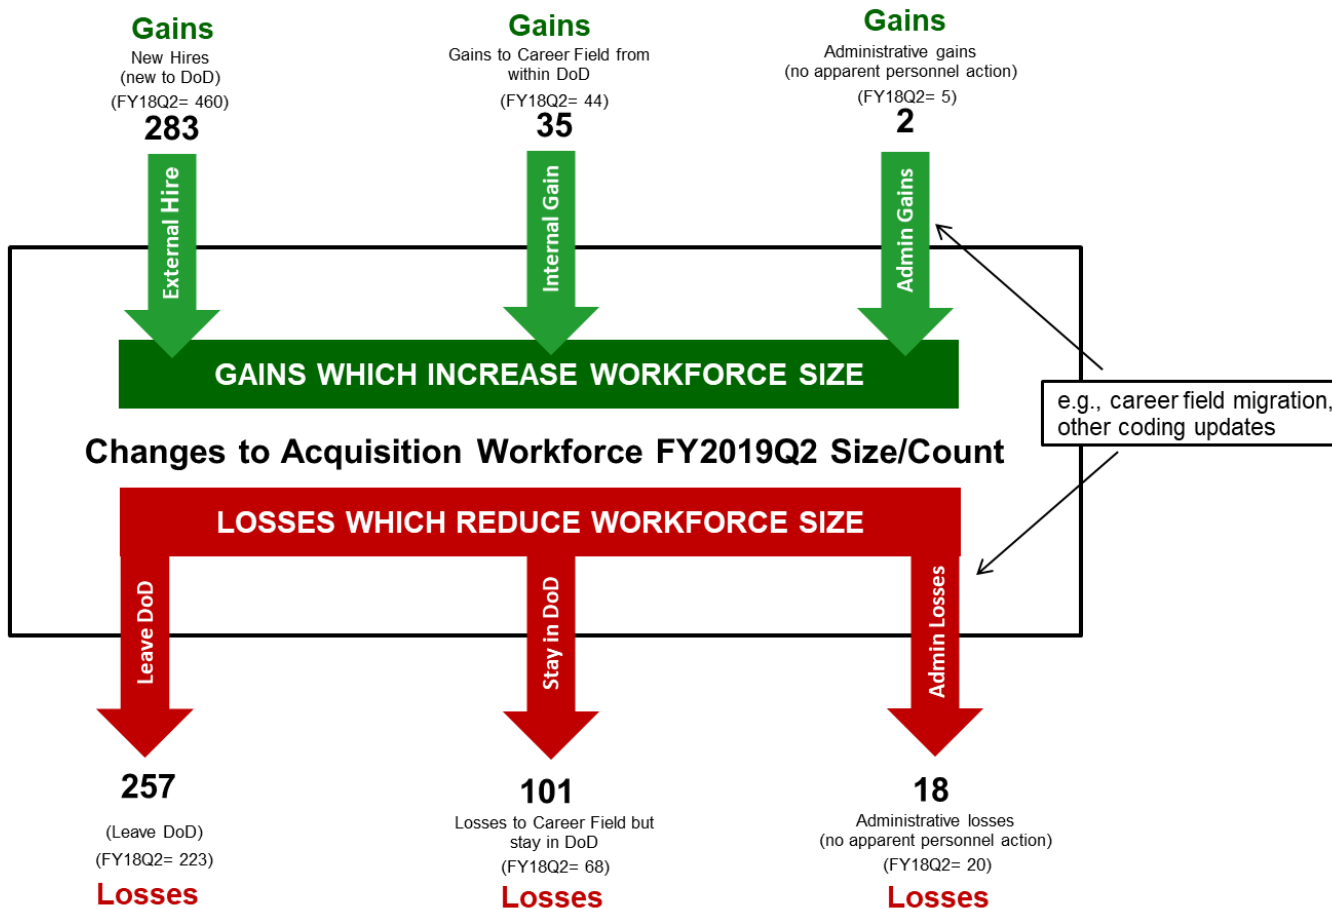 Gains
New Hires
(new to DoD)
(FY18Q2= 460)
283
External Hire
Gains
Gains to Career Field from
within DoD
(FY18Q2= 44)
35
Internal Gain
Gains
Administrative gains
(no apparent personnel action)
(FY18Q2= 5)
2
Admin Gains
GAINS WHICH INCREASE WORKFORCE SIZE
e.g., career field migration,
other coding updates
Changes to Acquisition Workforce FY2019Q2 Size/Count
LOSSES WHICH REDUCE WORKFORCE SIZE
Leave DoD
257
(Leave DoD)
(FY18Q2= 223)
Losses
Stay in DoD
101
Losses to Career Field but
stay in DoD
(FY18Q2= 68)
Losses
Admin Losses
18
Administrative losses
(no apparent personnel action)
(FY18Q2= 20)
Losses